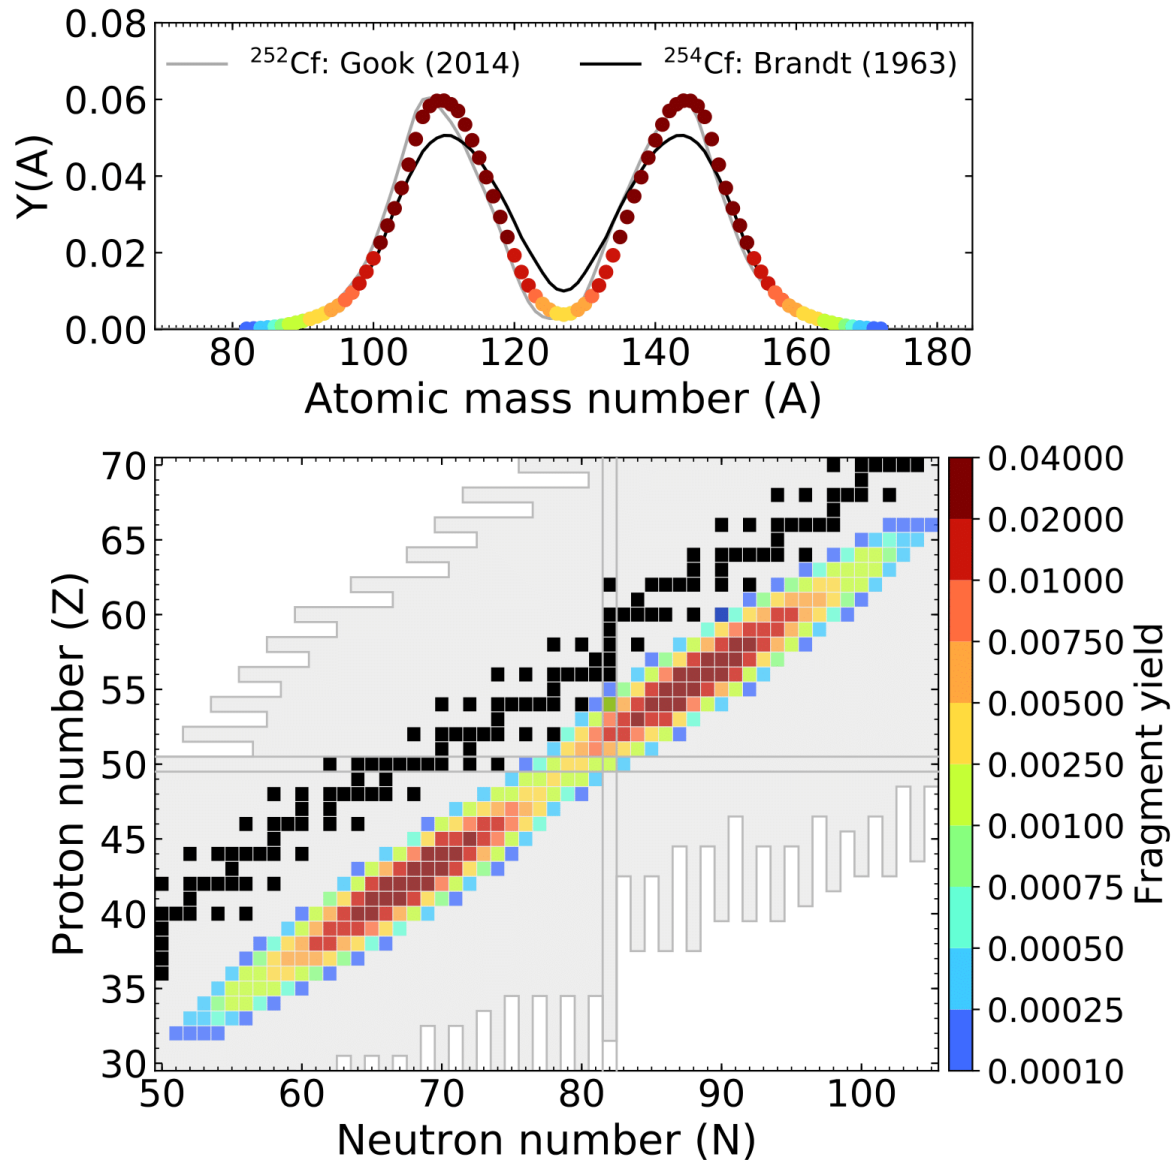 0.08
0.06
0.04
0.02
0.00
Y(A)
²⁵²Cf: Gook (2014)
²⁵⁴Cf: Brandt (1963)
80 100 120 140 160 180
Atomic mass number (A)
70
65
60
55
50
45
40
35
30
Proton number (Z)
50 60 70 80 90 100
Neutron number (N)
0.04000
0.02000
0.01000
0.00750
0.00500
0.00250
0.00100
0.00075
0.00050
0.00025
0.00010
Fragment yield